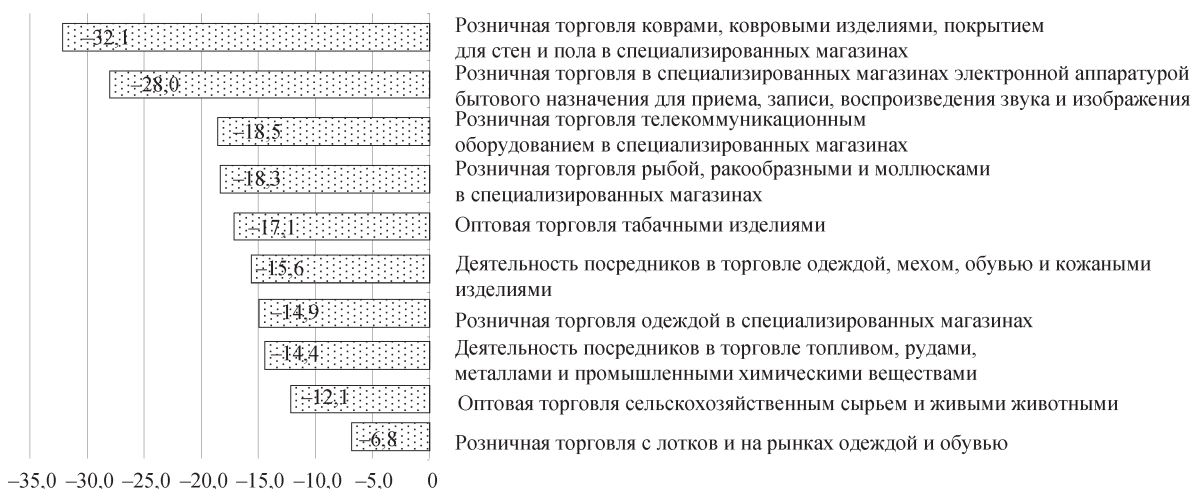 –32,1
Розничная торговля коврами, ковровыми изделиями, покрытием
для стен и пола в специализированных магазинах
–28,0
Розничная торговля в специализированных магазинах электронной аппаратурой
бытового назначения для приема, записи, воспроизведения звука и изображения
–18,5
Розничная торговля телекоммуникационным
оборудованием в специализированных магазинах
–18,3
Розничная торговля рыбой, ракообразными и моллюсками
в специализированных магазинах
–17,1
Оптовая торговля табачными изделиями
–15,6
Деятельность посредников в торговле одеждой, мехом, обувью и кожаными
изделиями
–14,9
Розничная торговля одеждой в специализированных магазинах
–14,4
Деятельность посредников в торговле топливом, рудами,
металлами и промышленными химическими веществами
–12,1
Оптовая торговля сельскохозяйственным сырьем и живыми животными
–6,8
Розничная торговля с лотков и на рынках одеждой и обувью
–35,0 –30,0 –25,0 –20,0 –15,0 –10,0 –5,0 0